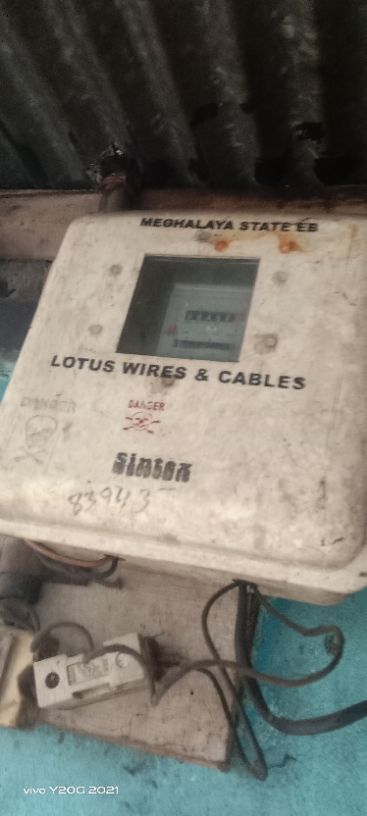 MEGHALAYA STATE EB
LOTUS WIRES & CABLES
DANGER
DANGER
Sintex
83943
vivo Y20G 2021